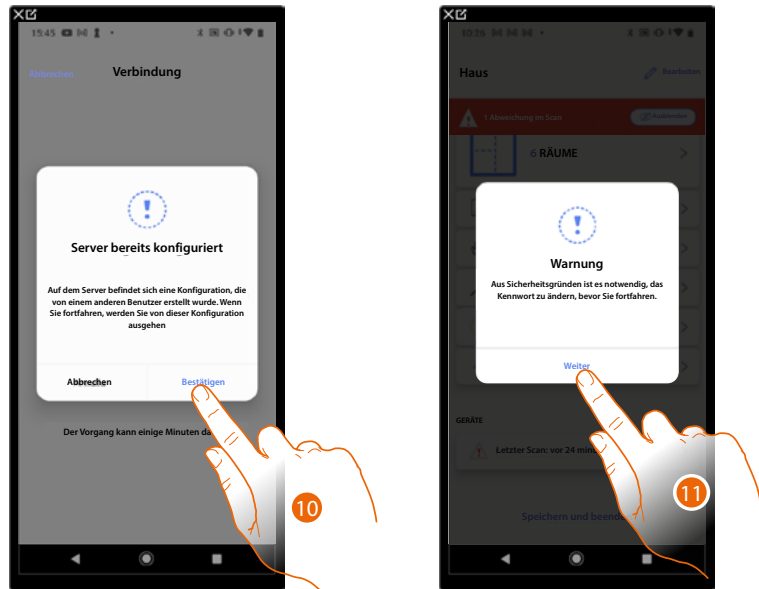 15:45
Abbrechen
Verbindung
Server bereits konfiguriert
Auf dem Server befindet sich eine Konfiguration, die
von einem anderen Benutzer erstellt wurde. Wenn
Sie fortfahren, werden Sie von dieser Konfiguration
ausgehen
Abbrechen
Bestätigen
Der Vorgang kann einige Minuten
10
10:26
Haus
Bearbeiten
1 Abweichung im Scan
Ausblenden
6 RÄUME
Warnung
Aus Sicherheitsgründen ist es notwendig, das
Kennwort zu ändern, bevor Sie fortfahren.
Weiter
GERÄTE
Letzter Scan: vor 24
Speichern und
11